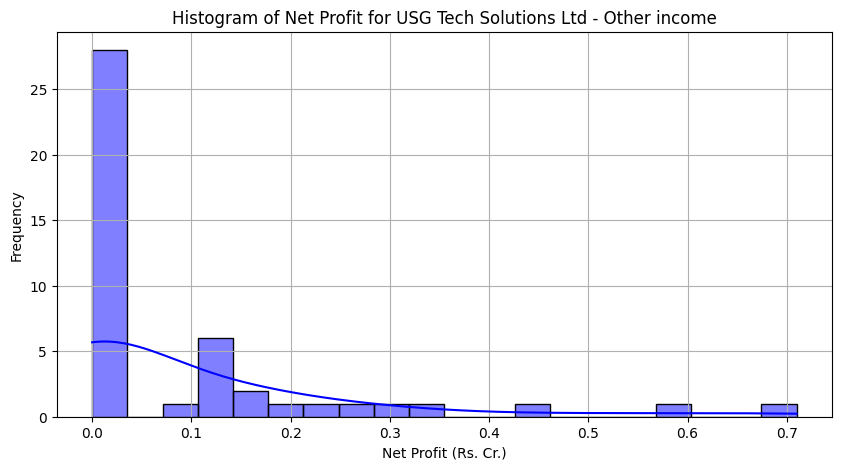 Histogram of Net Profit for USG Tech Solutions Ltd - Other income
Frequency
25
20
15
10
5
0
0.0 0.1 0.2 0.3 0.4 0.5 0.6 0.7
Net Profit (Rs. Cr.)